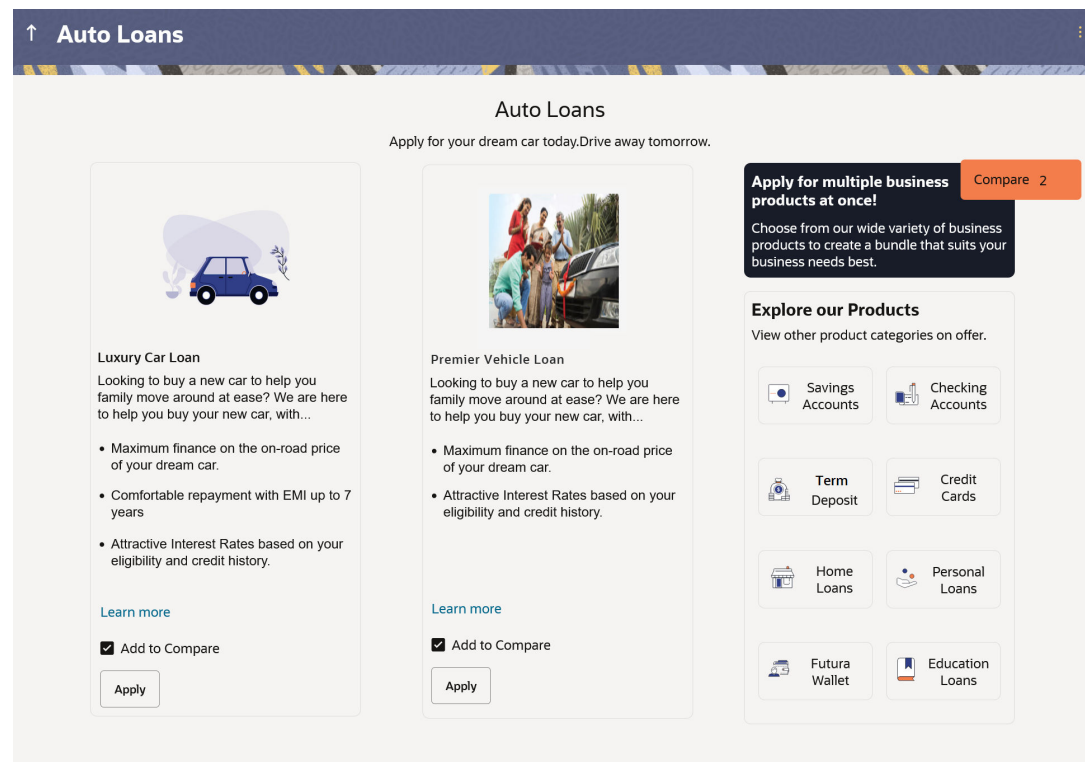 Auto Loans
Auto Loans
Apply for your dream car today.Drive away tomorrow.
Luxury Car Loan
Looking to buy a new car to help you
family move around at ease? We are here
to help you buy your new car, with...
• Maximum finance on the on-road price
of your dream car.
• Comfortable repayment with EMI up to 7
years
• Attractive Interest Rates based on your
eligibility and credit history.
Learn more
Add to Compare
Apply
Premier Vehicle Loan
Looking to buy a new car to help you
family move around at ease? We are here
to help you buy your new car, with...
• Maximum finance on the on-road price
of your dream car.
• Attractive Interest Rates based on your
eligibility and credit history.
Learn more
Add to Compare
Apply
Compare 2
Apply for multiple business
products at once!
Choose from our wide variety of business
products to create a bundle that suits your
business needs best.
Explore our Products
View other product categories on offer.
Savings
Accounts
Checking
Accounts
Term
Deposit
Credit
Cards
Home
Loans
Personal
Loans
Futura
Wallet
Education
Loans